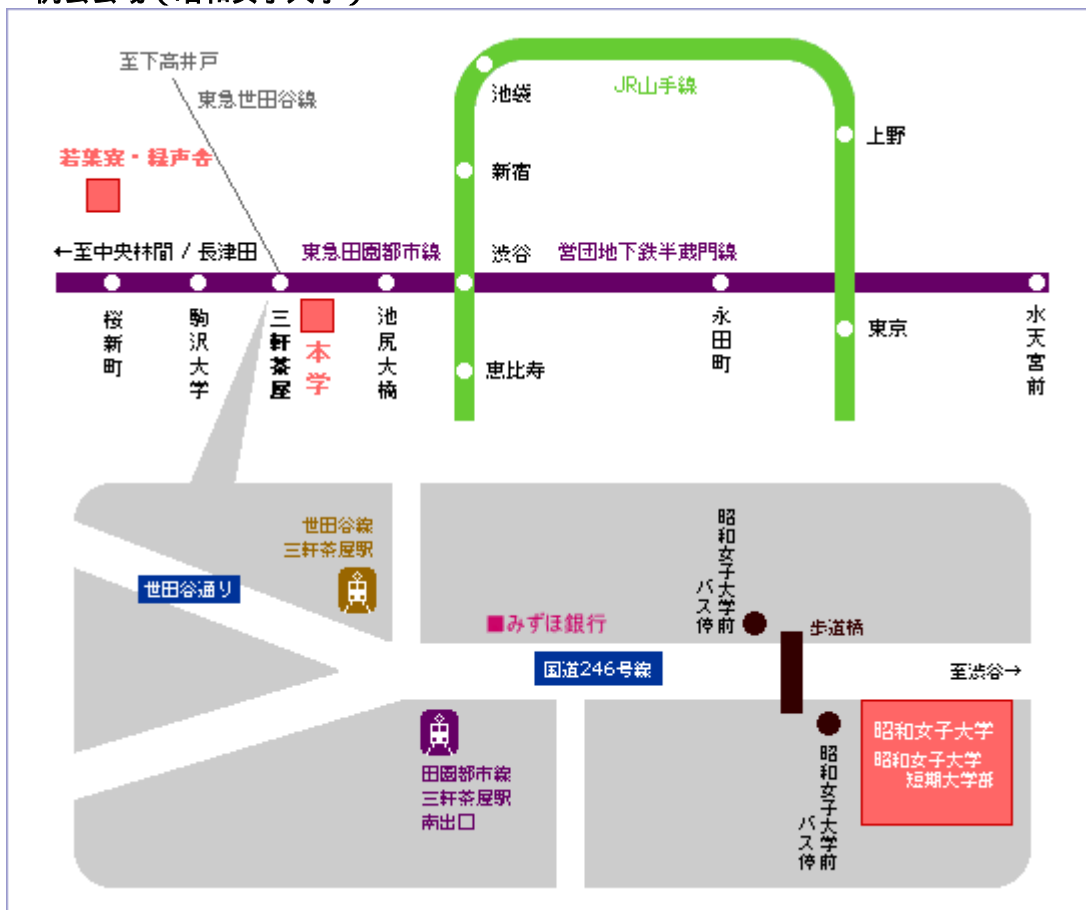 (昭和女子大学)
至下高井戸
東急世田谷線
池袋
JR山手線
上野
若葉寮・緑声舎
新宿
←至中央林間 / 長津田
東急田園都市線
渋谷
営団地下鉄半蔵門線
桜新町
駒沢大学
三軒茶屋
本学
池尻大橋
恵比寿
永田町
東京
水天宮前
世田谷線
三軒茶屋駅
世田谷通り
■みずほ銀行
昭和女子大学前
バス停
歩道橋
国道246号線
至渋谷→
田園都市線
三軒茶屋駅
南出口
昭和女子大学前
バス停
昭和女子大学
昭和女子大学
短期大学部